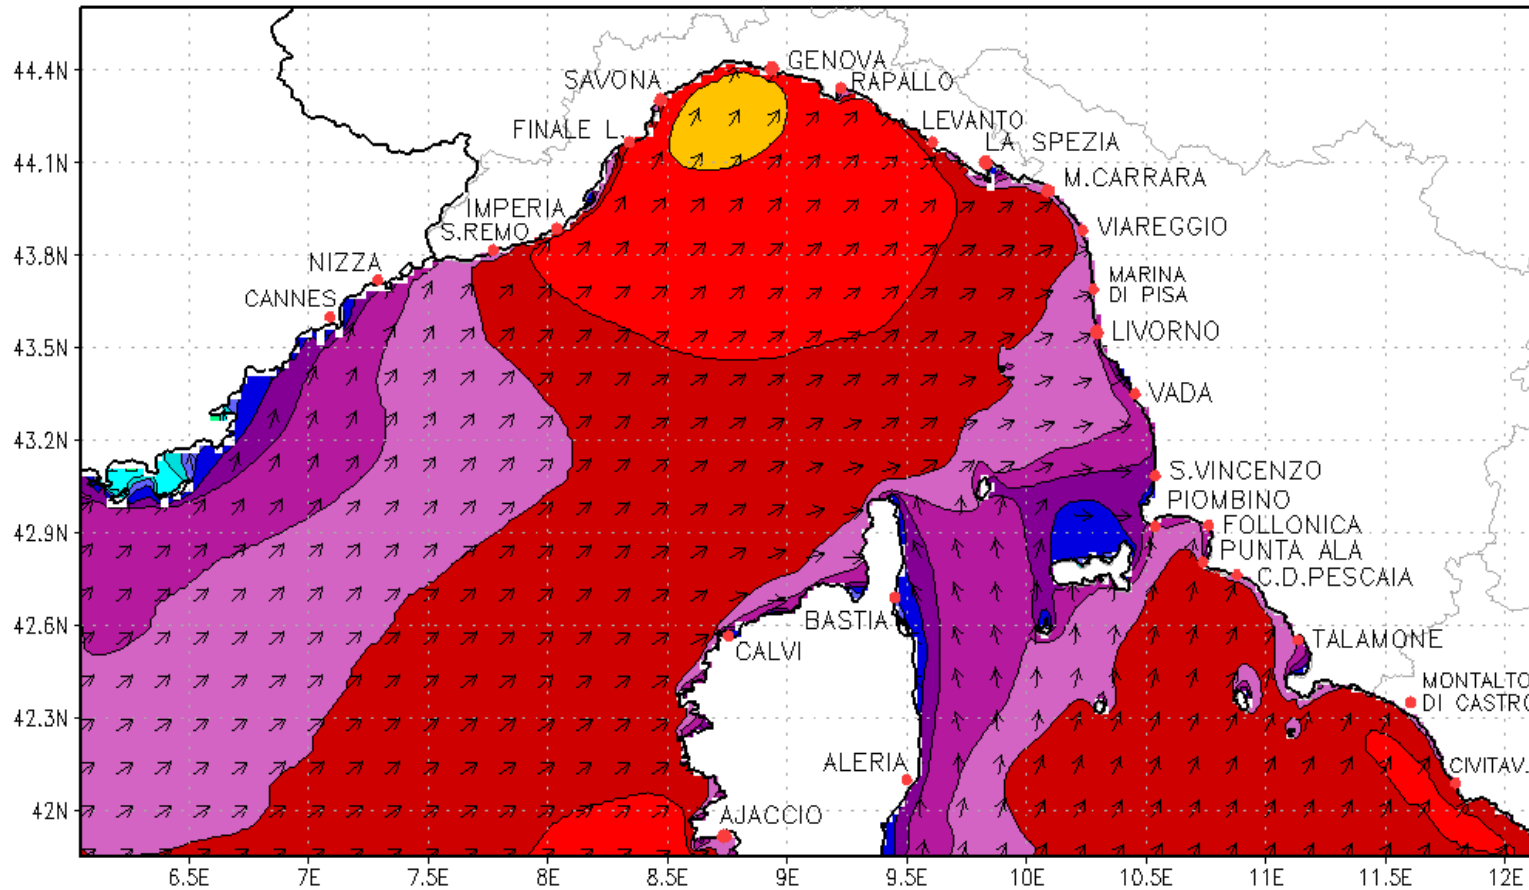 44.4N
44.1N
43.8N
43.5N
43.2N
42.9N
42.6N
42.3N
42N
GENOVA
SAVONA
RAPALLO
FINALE L.
LEVANTO
LA SPEZIA
M.CARRARA
IMPERIA
S.REMO
VIAREGGIO
NIZZA
MARINA
DI PISA
CANNES
LIVORNO
VADA
S.VINCENZO
PIOMBINO
FOLLONICA
PUNTA ALA
C.D.PESCAIA
BASTIA
TALAMONE
CALVI
MONTALTO
DI CASTRO
ALERIA
CIVITAV.
AJACCIO
6.5E
7E
7.5E
8E
8.5E
9E
9.5E
10E
10.5E
11E
11.5E
12E